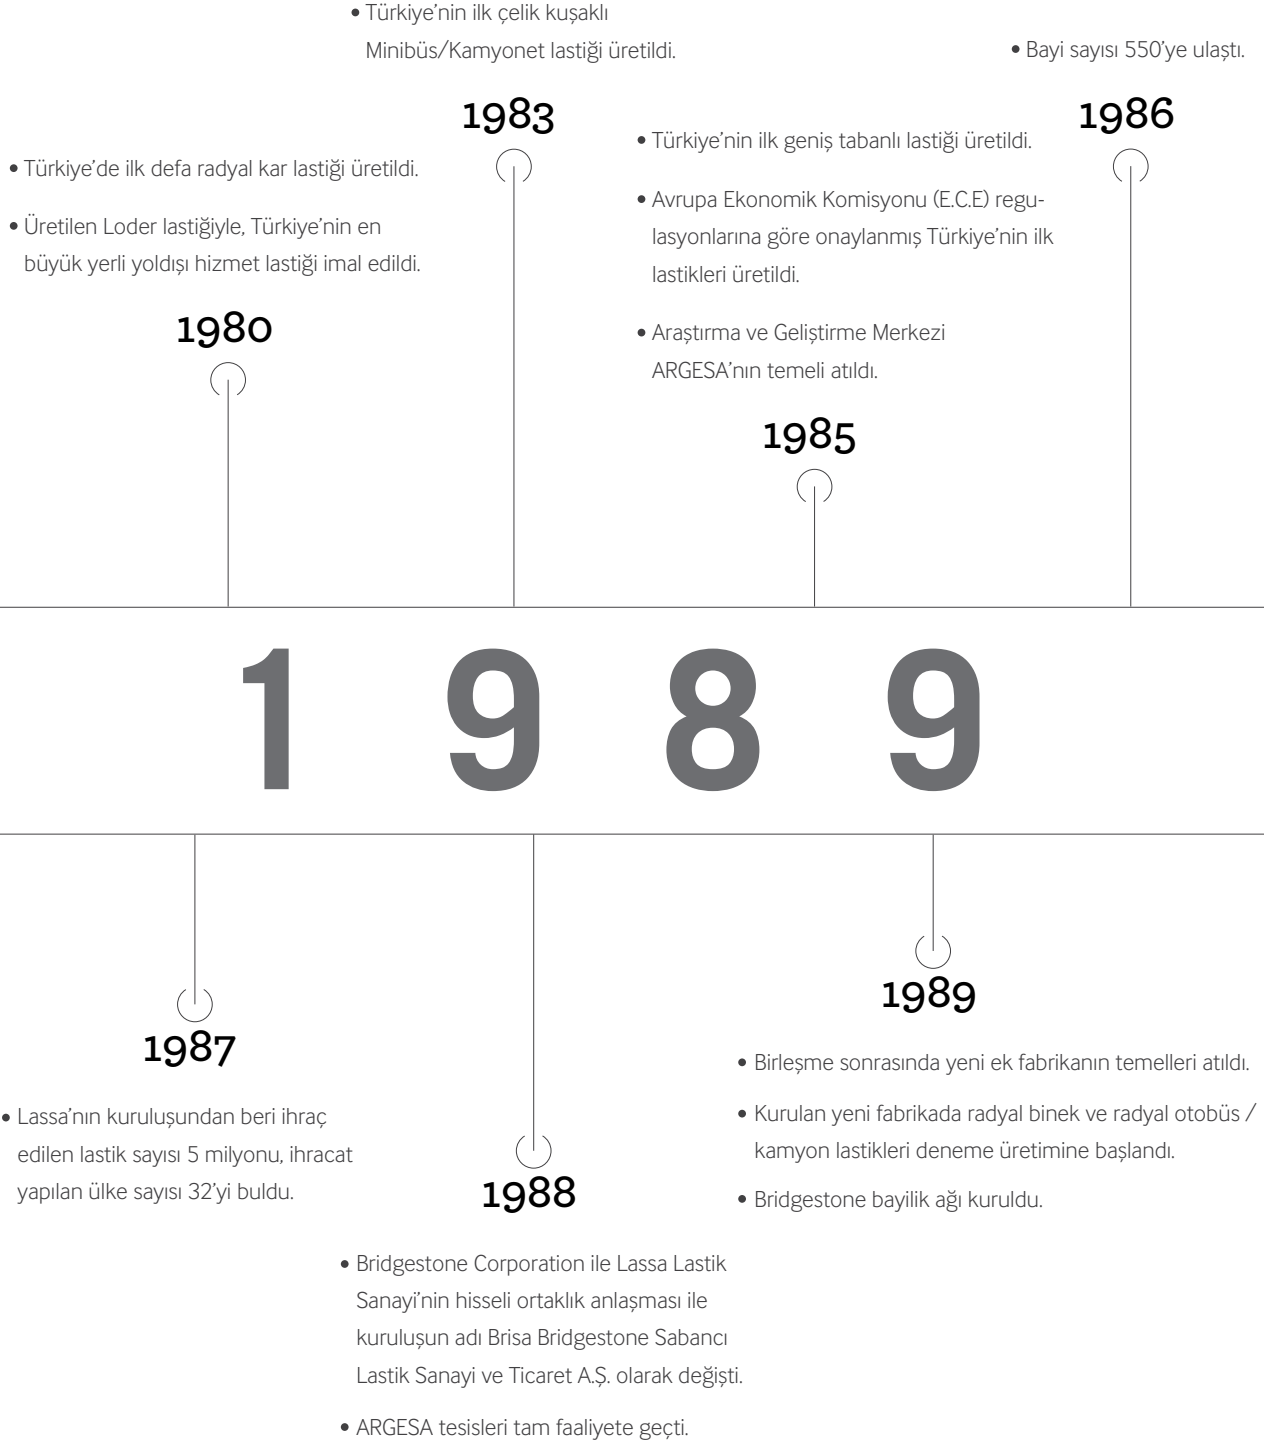 • Türkiye’nin ilk çelik kuşaklı
Minibüs/Kamyonet lastiği üretildi.
1983
• Bayi sayısı 550’ye ulaştı.
1986
• Türkiye’de ilk defa radyal kar lastiği üretildi.
• Üretilen Loder lastiğiyle, Türkiye’nin en
büyük yerli yoldışı hizmet lastiği imal edildi.
1980
• Türkiye’nin ilk geniş tabanlı lastiği üretildi.
• Avrupa Ekonomik Komisyonu (E.C.E) regu-
lasyonlarına göre onaylanmış Türkiye’nin ilk
lastikleri üretildi.
• Araştırma ve Geliştirme Merkezi
ARGESA’nın temeli atıldı.
1985
1 9 8 9
1987
• Lassa’nın kuruluşundan beri ihraç
edilen lastik sayısı 5 milyonu, ihracat
yapılan ülke sayısı 32’yi buldu.
1988
• Bridgestone Corporation ile Lassa Lastik
Sanayi’nin hisseli ortaklık anlaşması ile
kuruluşun adı Brisa Bridgestone Sabancı
Lastik Sanayi ve Ticaret A.Ş. olarak değişti.
• ARGESA tesisleri tam faaliyete geçti.
1989
• Birleşme sonrasında yeni ek fabrikanın temelleri atıldı.
• Kurulan yeni fabrikada radyal binek ve radyal otobüs /
kamyon lastikleri deneme üretimine başlandı.
• Bridgestone bayilik ağı kuruldu.